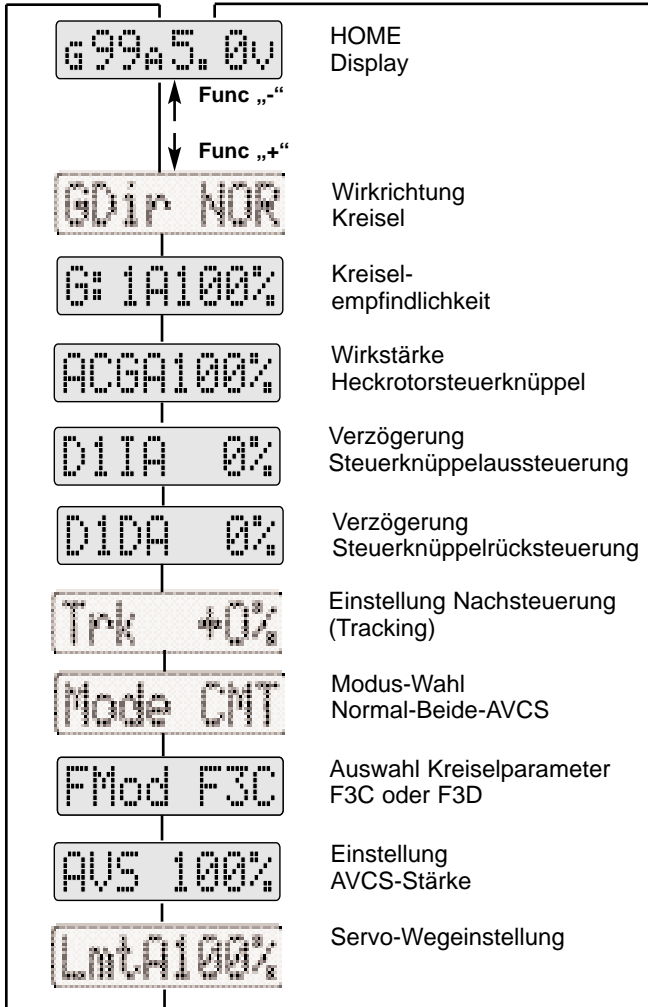 G99A5.0V
HOME
Display
Func „-“
Func „+“
GDir NOR
Wirkrichtung
Kreisel
G: 1A100%
Kreisel-
empfindlichkeit
ACGA100%
Wirkstärke
Heckrotorsteuerknüppel
D1IA 0%
Verzögerung
Steuerknüppelaussteuerung
D1DA 0%
Verzögerung
Steuerknüppelrücksteuerung
Trk +0%
Einstellung Nachsteuerung
(Tracking)
Mode CMT
Modus-Wahl
Normal-Beide-AVCS
FMod F3C
Auswahl Kreiselparameter
F3C oder F3D
AVS 100%
Einstellung
AVCS-Stärke
LmtA100%
Servo-Wegeinstellung